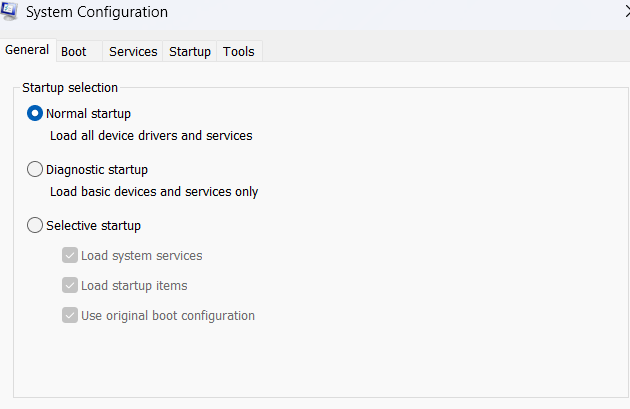 System Configuration
General Boot Services Startup Tools
Startup selection
Normal startup
Load all device drivers and services
Diagnostic startup
Load basic devices and services only
Selective startup
Load system services
Load startup items
Use original boot configuration